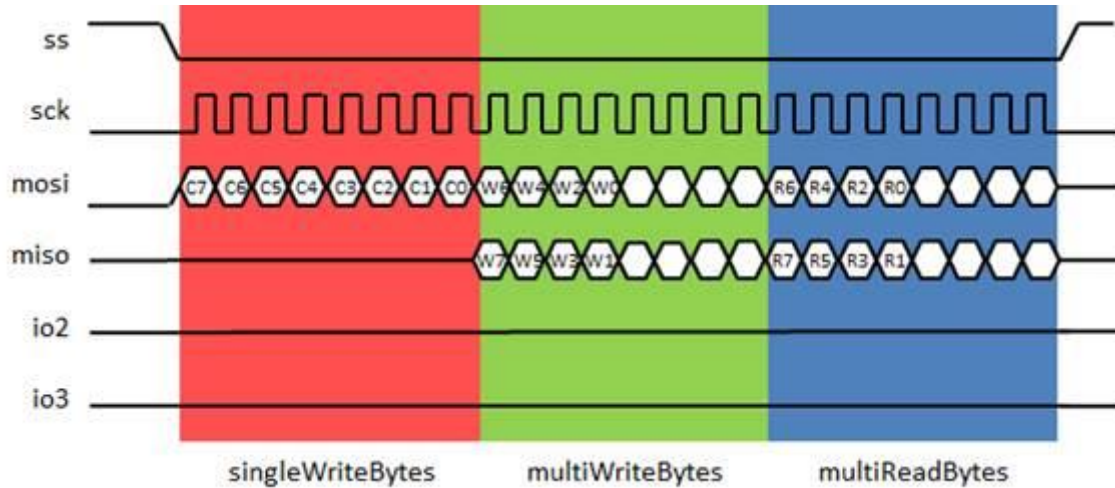 ss
sck
mosi C7 C6 C5 C4 C3 C2 C1 C0 W6 W4 W2 W0 R6 R4 R2 R0
miso W7 W5 W3 W1 R7 R5 R3 R1
io2
io3
singleWriteBytes multiWriteBytes multiReadBytes